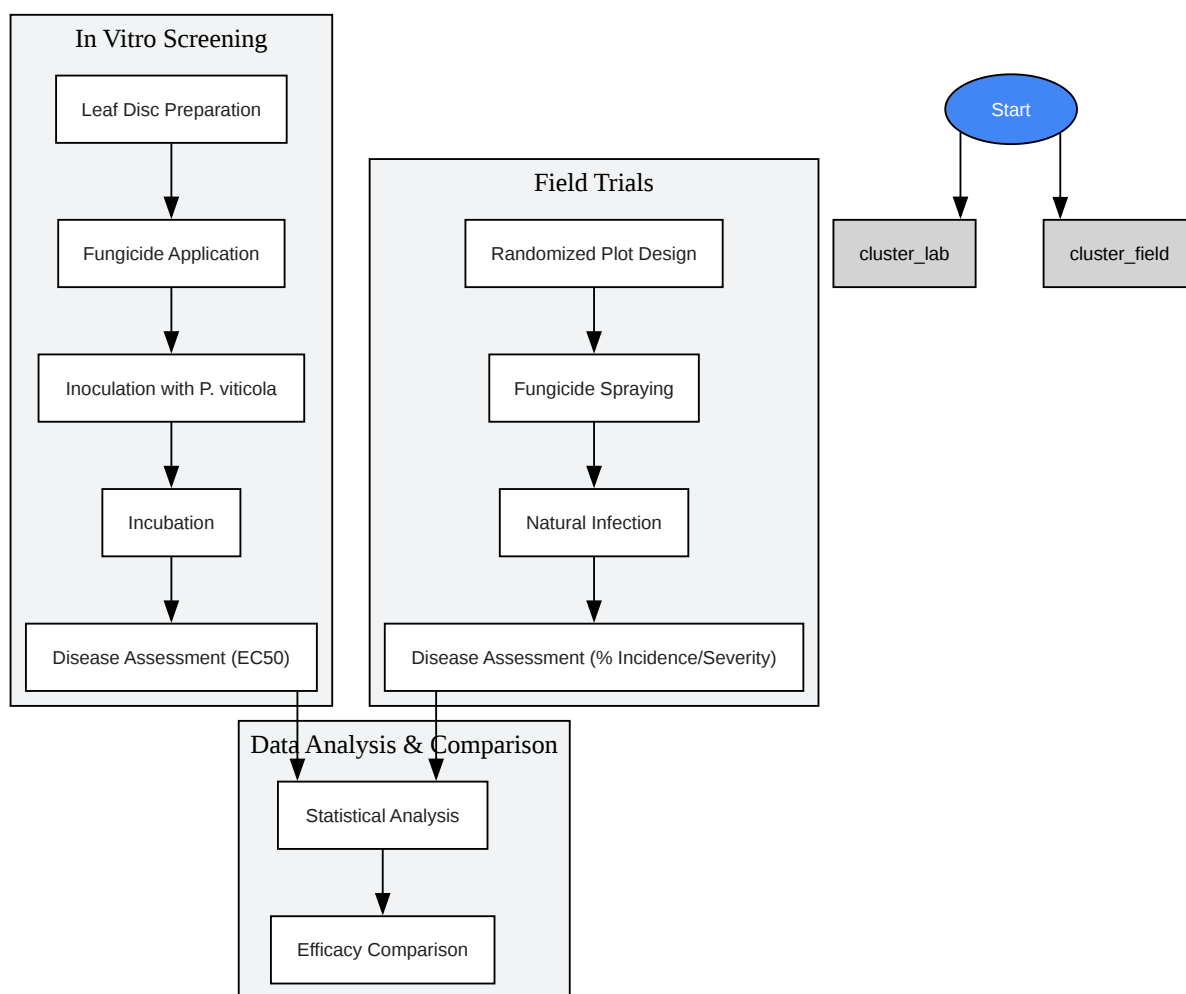 In Vitro Screening
Leaf Disc Preparation
Fungicide Application
Inoculation with P. viticola
Incubation
Disease Assessment (EC50)
Field Trials
Randomized Plot Design
Fungicide Spraying
Natural Infection
Disease Assessment (% Incidence/Severity)
Data Analysis & Comparison
Statistical Analysis
Efficacy Comparison
Start
cluster_lab
cluster_field